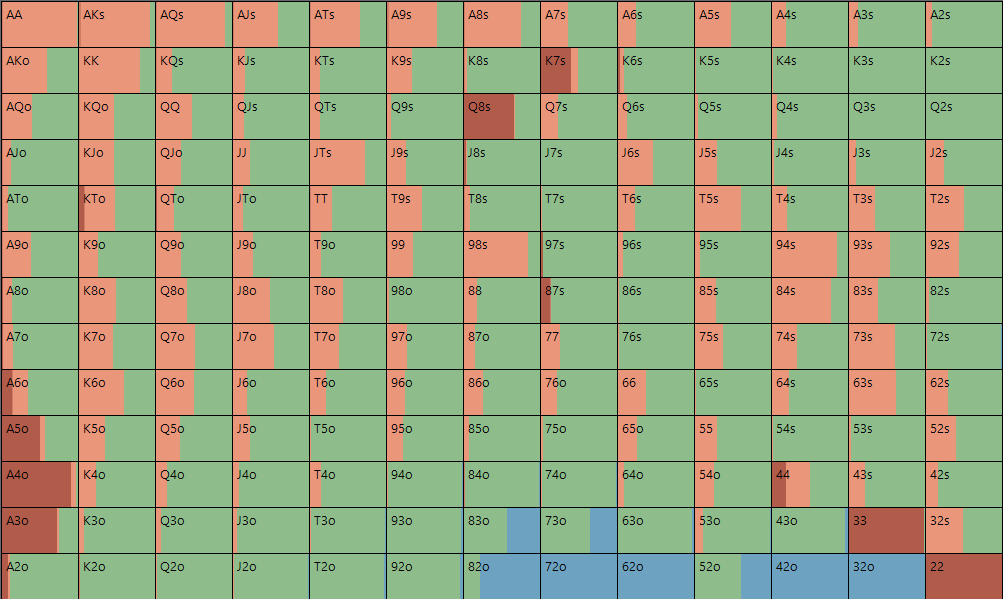 AA AKs AQs AJs ATs A9s A8s A7s A6s A5s A4s A3s A2s
AKo KK KQs KJs KTs K9s K8s K7s K6s K5s K4s K3s K2s
AQo KQo QQ QJs QTs Q9s Q8s Q7s Q6s Q5s Q4s Q3s Q2s
AJo KJo QJo JJ JTs J9s J8s J7s J6s J5s J4s J3s J2s
ATo KTo QTo JTo TT T9s T8s T7s T6s T5s T4s T3s T2s
A9o K9o Q9o J9o T9o 99 98s 97s 96s 95s 94s 93s 92s
A8o K8o Q8o J8o T8o 98o 88 87s 86s 85s 84s 83s 82s
A7o K7o Q7o J7o T7o 97o 87o 77 76s 75s 74s 73s 72s
A6o K6o Q6o J6o T6o 96o 86o 76o 66 65s 64s 63s 62s
A5o K5o Q5o J5o T5o 95o 85o 75o 65o 55 54s 53s 52s
A4o K4o Q4o J4o T4o 94o 84o 74o 64o 54o 44 43s 42s
A3o K3o Q3o J3o T3o 93o 83o 73o 63o 53o 43o 33 32s
A2o K2o Q2o J2o T2o 92o 82o 72o 62o 52o 42o 32o 22